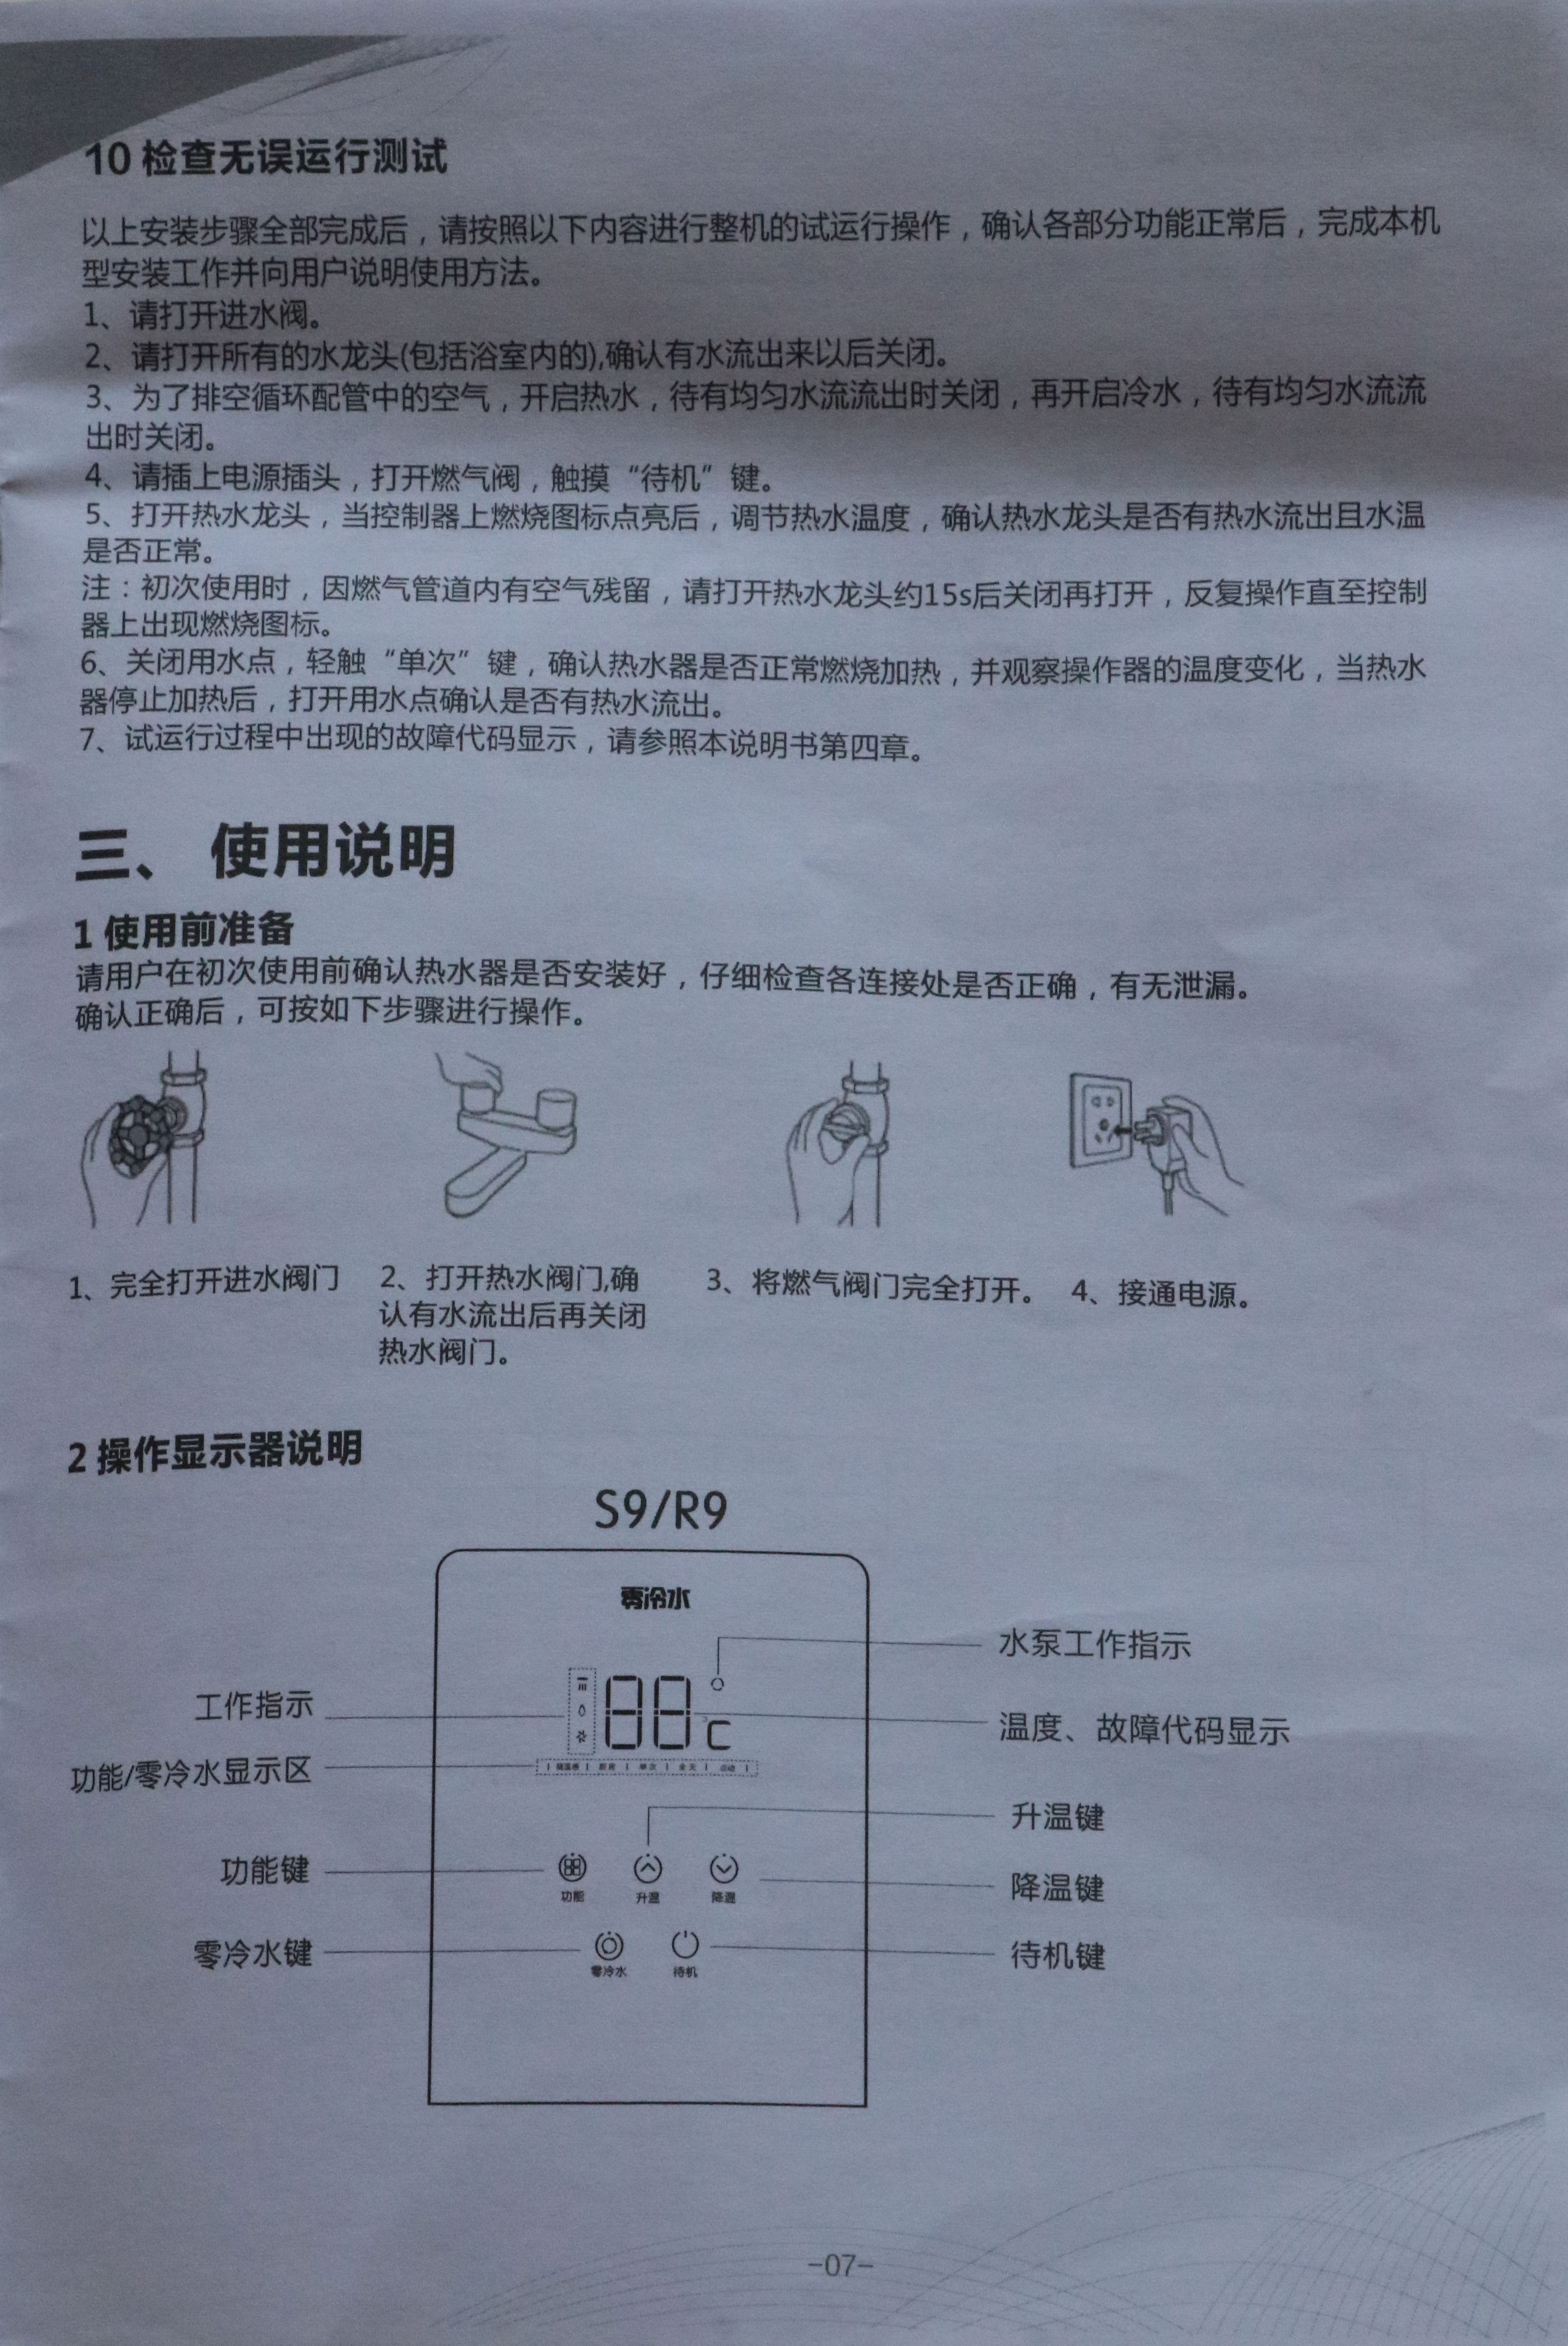 10 检查无误运行测试
以上安装步骤全部完成后，请按照以下内容进行整机的试运行操作，确认各部分功能正常后，完成本机
型安装工作并向用户说明使用方法。
1、请打开进水阀。
2、请打开所有的水龙头(包括浴室内的),确认有水流出来以后关闭。
3、为了排空循环配管中的空气，开启热水，待有均匀水流流出时关闭，再开启冷水，待有均匀水流流
出时关闭。
4、请插上电源插头，打开燃气阀，触摸“待机”键。
5、打开热水龙头，当控制器上燃烧图标点亮后，调节热水温度，确认热水龙头是否有热水流出且水温
是否正常。
注：初次使用时，因燃气管道内有空气残留，请打开热水龙头约15s后关闭再打开，反复操作直至控制
器上出现燃烧图标。
6、关闭用水点，轻触“单次”键，确认热水器是否正常燃烧加热，并观察操作器的温度变化，当热水
器停止加热后，打开用水点确认是否有热水流出。
7、试运行过程中出现的故障代码显示，请参照本说明书第四章。
三、 使用说明
1 使用前准备
请用户在初次使用前确认热水器是否安装好，仔细检查各连接处是否正确，有无泄漏。
确认正确后，可按如下步骤进行操作。
1、完全打开进水阀门
2、打开热水阀门,确
认有水流出后再关闭
热水阀门。
3、将燃气阀门完全打开。
4、接通电源。
2 操作显示器说明
S9/R9
零冷水
水泵工作指示
工作指示
88℃
温度、故障代码显示
功能/零冷水显示区
厨房 单次 全天 点动
升温键
功能键
功能 升温 降温
降温键
零冷水键
零冷水 待机
待机键
-07-